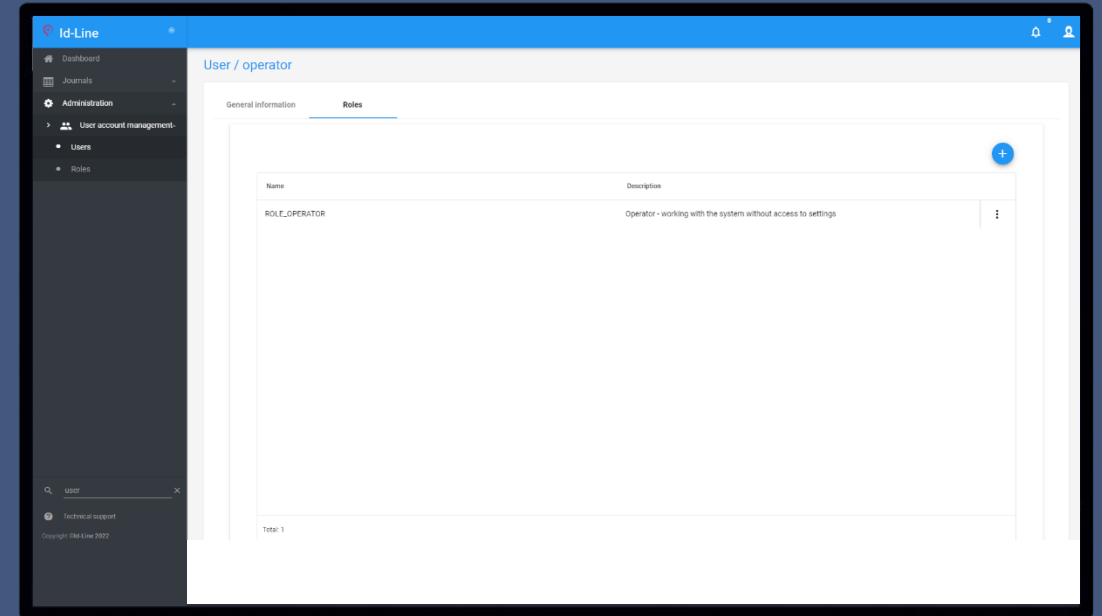 Id-Line
0
Dashboard
Journals
Administration
User account management
Users
Roles
user
Technical support
Copyright ©Id-Line 2022
User / operator
General information Roles
Name Description
ROLE_OPERATOR Operator - working with the system without access to settings
Total: 1